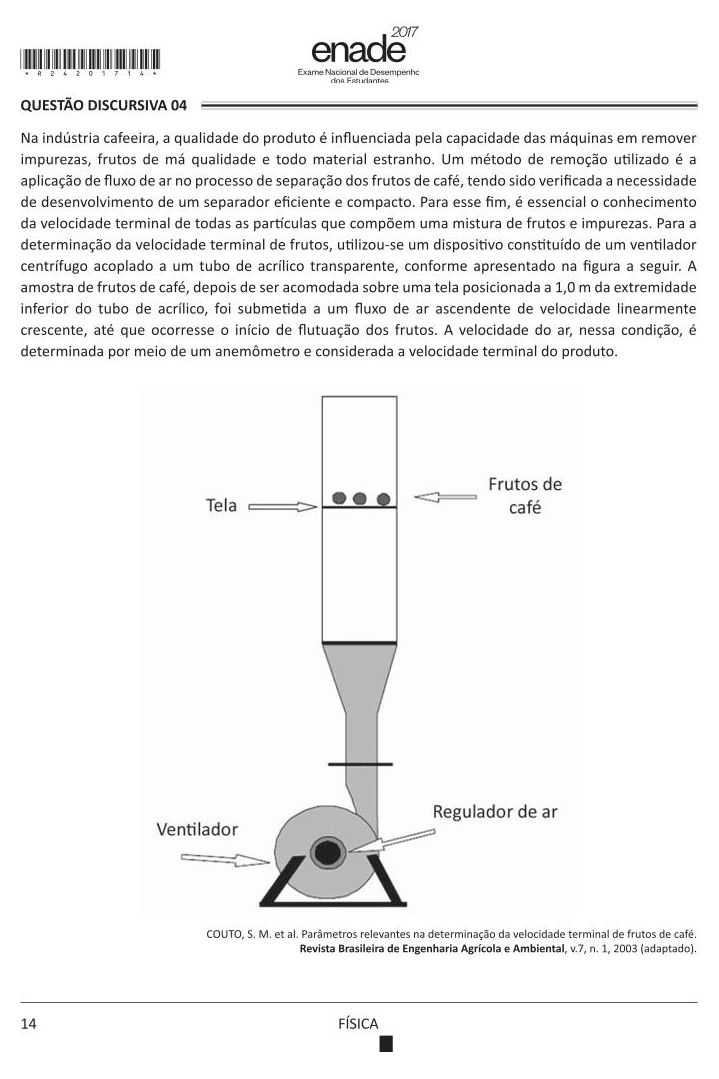 2017
enade
Exame Nacional de Desempenho
dos Estudantes
*R24201714*
QUESTÃO DISCURSIVA 04
Na indústria cafeeira, a qualidade do produto é influenciada pela capacidade das máquinas em remover
impurezas, frutos de má qualidade e todo material estranho. Um método de remoção utilizado é a
aplicação de fluxo de ar no processo de separação dos frutos de café, tendo sido verificada a necessidade
de desenvolvimento de um separador eficiente e compacto. Para esse fim, é essencial o conhecimento
da velocidade terminal de todas as partículas que compõem uma mistura de frutos e impurezas. Para a
determinação da velocidade terminal de frutos, utilizou-se um dispositivo constituído de um ventilador
centrífugo acoplado a um tubo de acrílico transparente, conforme apresentado na figura a seguir. A
amostra de frutos de café, depois de ser acomodada sobre uma tela posicionada a 1,0 m da extremidade
inferior do tubo de acrílico, foi submetida a um fluxo de ar ascendente de velocidade linearmente
crescente, até que ocorresse o início de flutuação dos frutos. A velocidade do ar, nessa condição, é
determinada por meio de um anemômetro e considerada a velocidade terminal do produto.
Tela
Frutos de
café
Regulador de ar
Ventilador
COUTO, S. M. et al. Parâmetros relevantes na determinação da velocidade terminal de frutos de café.
Revista Brasileira de Engenharia Agrícola e Ambiental, v.7, n. 1, 2003 (adaptado).
14
FÍSICA